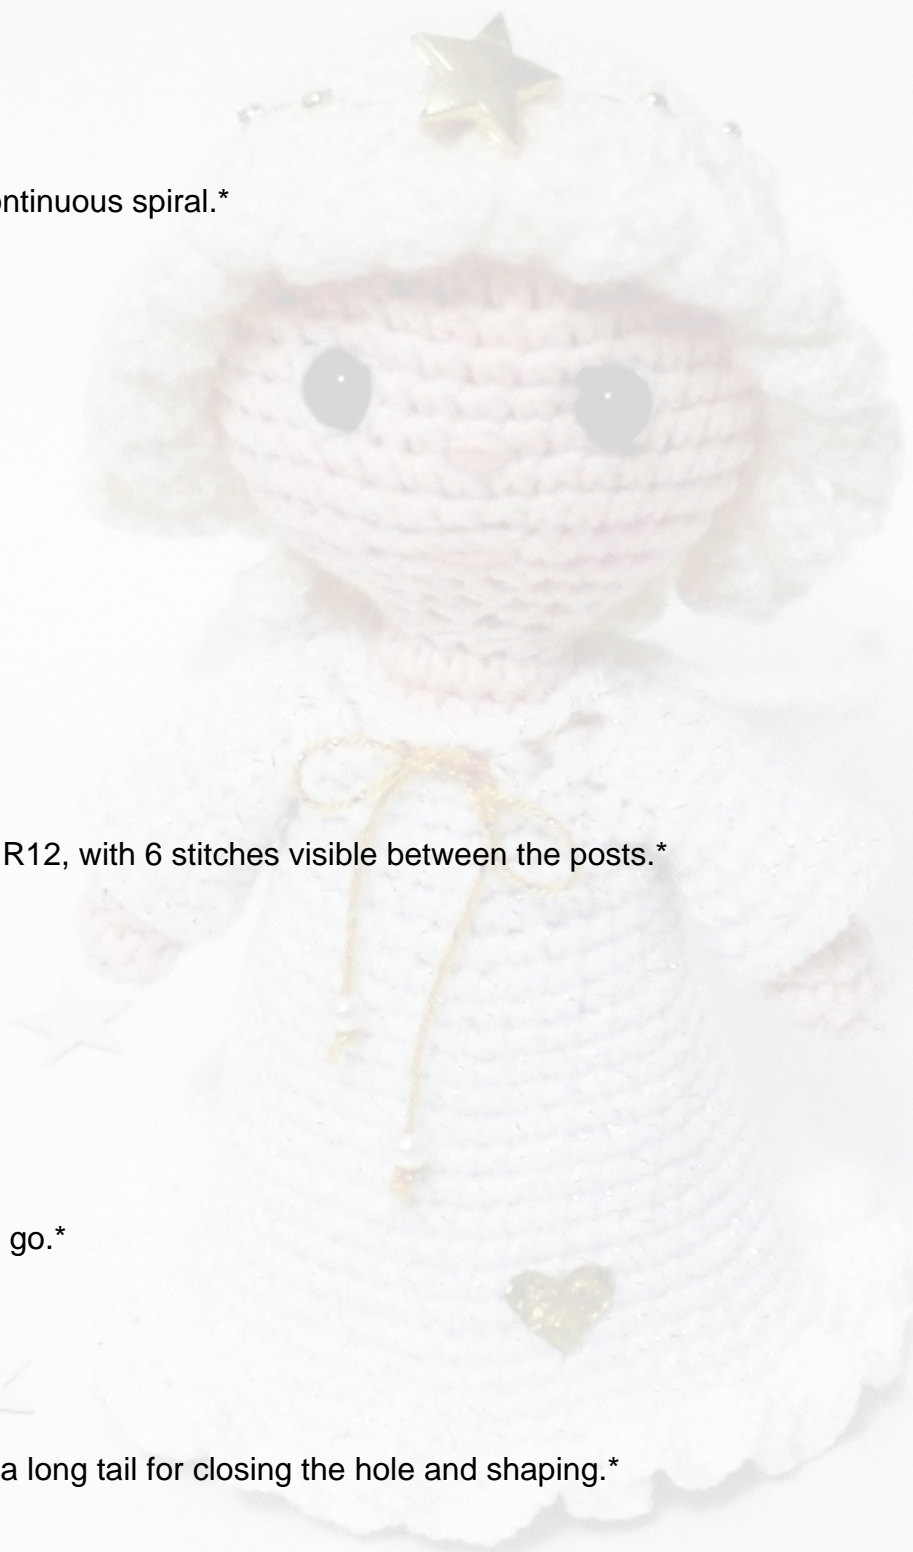 ontinuous spiral.*
R12, with 6 stitches visible between the posts.*
go.*
a long tail for closing the hole and shaping.*